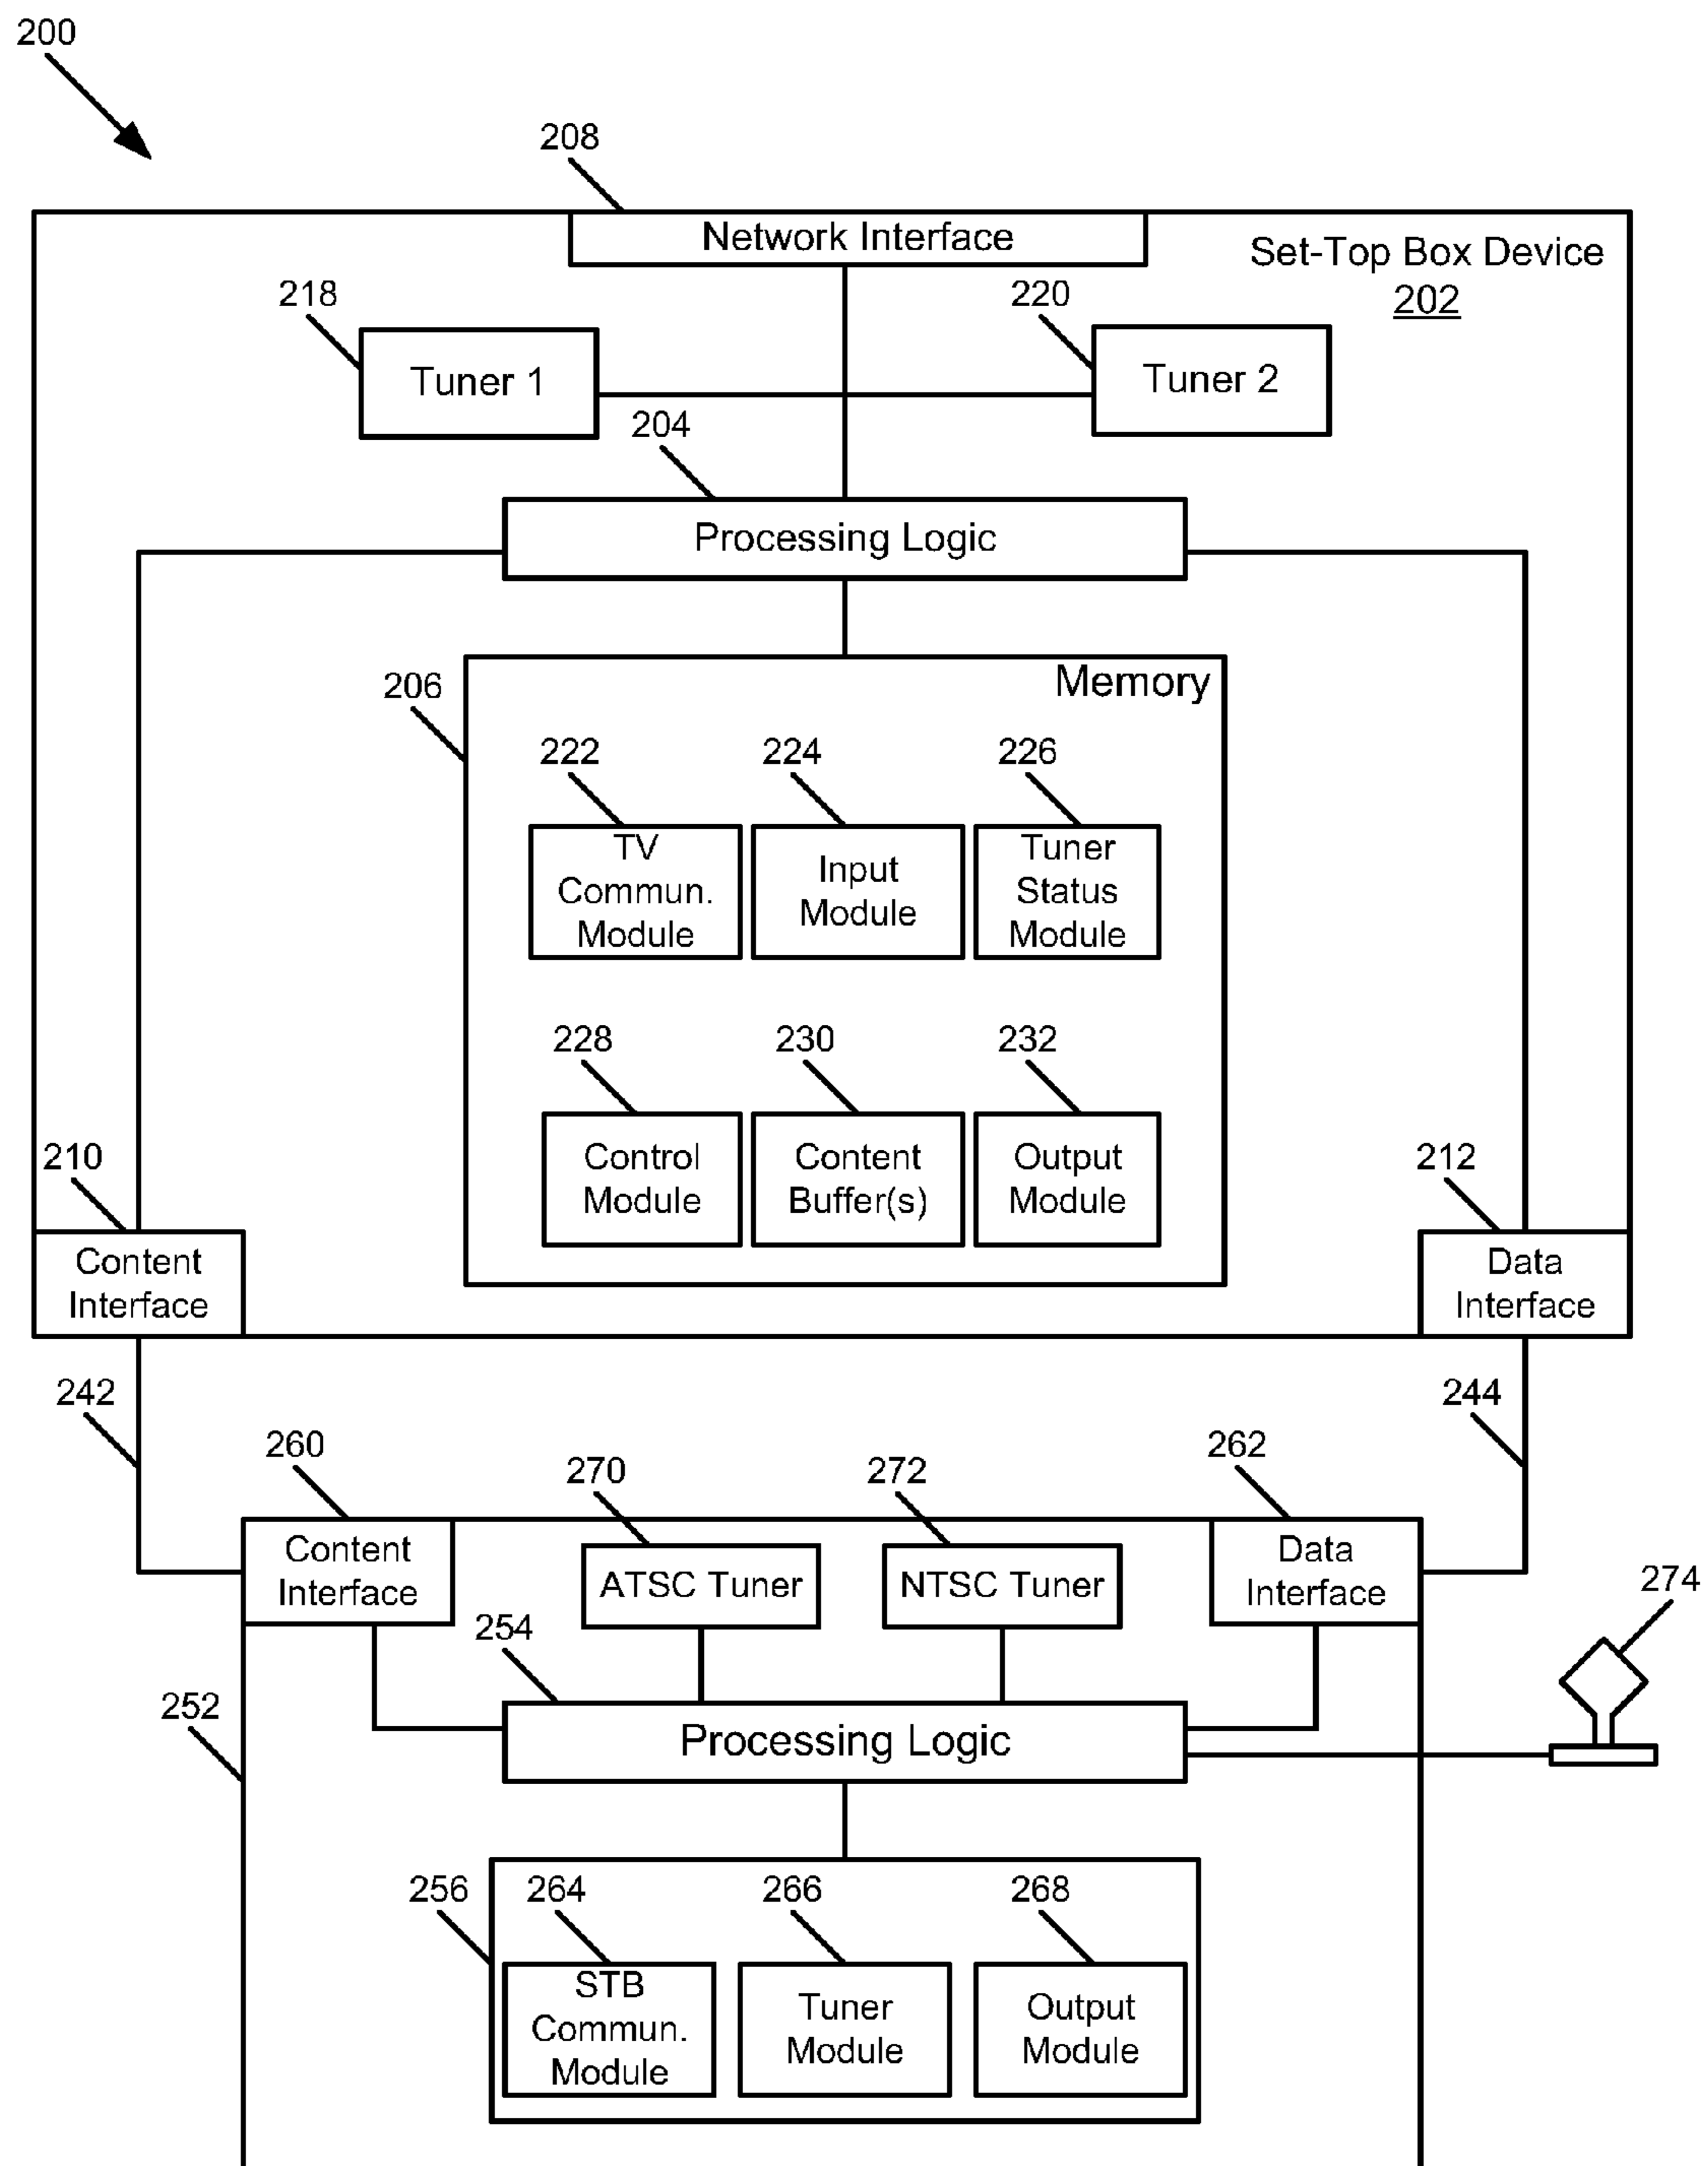 200
208
Network Interface
Set-Top Box Device
202
218
220
Tuner 1
Tuner 2
204
Processing Logic
206
Memory
222
224
226
TV
Commun.
Module
Input
Module
Tuner
Status
Module
228
230
232
Control
Module
Content
Buffer(s)
Output
Module
210
212
Content
Interface
Data
Interface
242
244
260
270
272
262
Content
Interface
ATSC Tuner
NTSC Tuner
Data
Interface
274
254
252
Processing Logic
256
264
266
268
STB
Commun.
Module
Tuner
Module
Output
Module